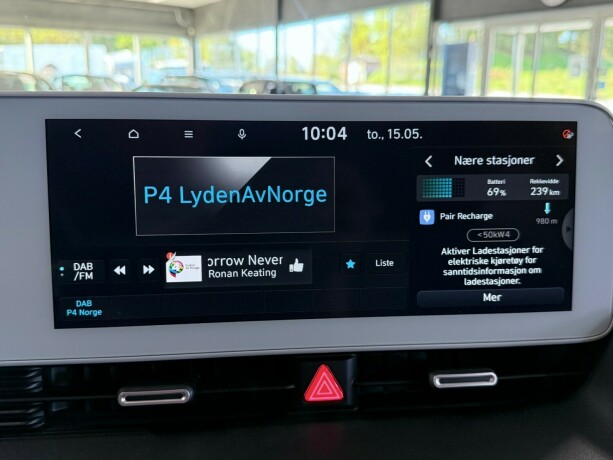 10:04
to., 15.05.
P4 LydenAvNorge
DAB
/FM
orrow Never
Ronan Keating
Liste
DAB
P4 Norge
Nære stasjoner
Batteri
69%
Rekkevidde
239 km
Pair Recharge
980 m
<50kW4
Aktiver Ladestasjoner for
elektriske kjøretøy for
sanntidsinformasjon om
ladestasjoner.
Mer